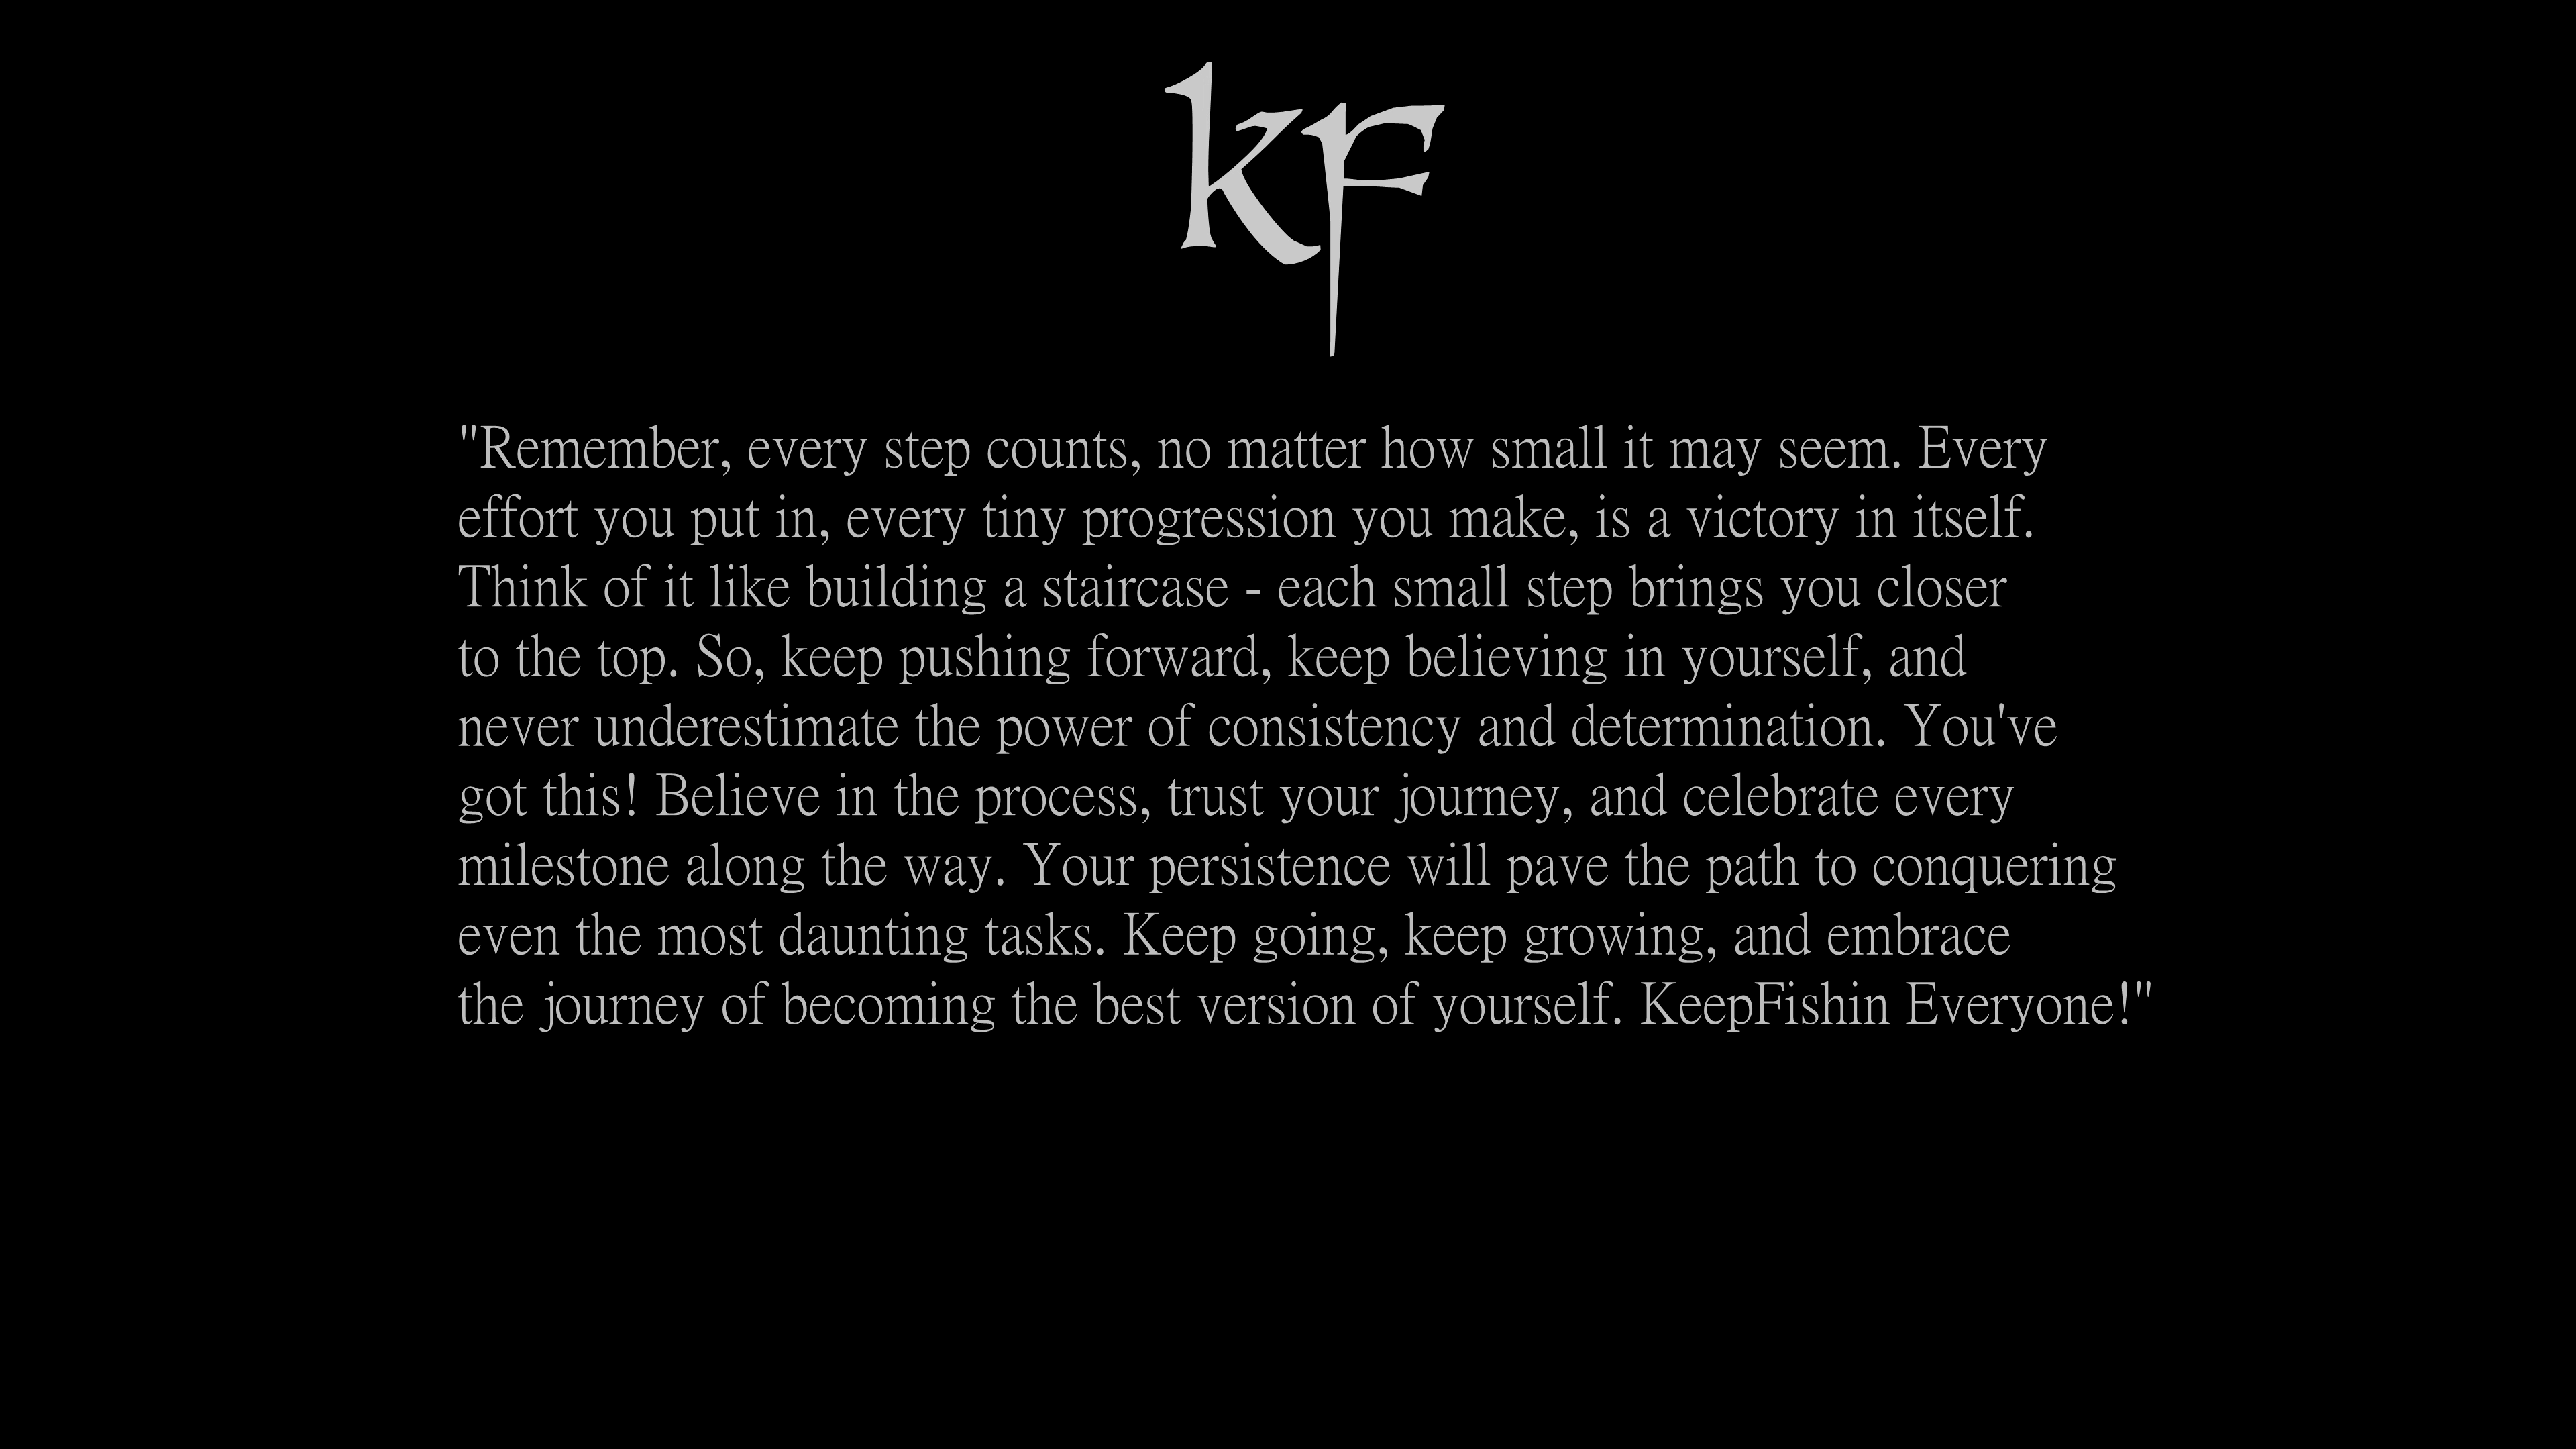 kF
"Remember, every step counts, no matter how small it may seem. Every
effort you put in, every tiny progression you make, is a victory in itself.
Think of it like building a staircase - each small step brings you closer
to the top. So, keep pushing forward, keep believing in yourself, and
never underestimate the power of consistency and determination. You've
got this! Believe in the process, trust your journey, and celebrate every
milestone along the way. Your persistence will pave the path to conquering
even the most daunting tasks. Keep going, keep growing, and embrace
the journey of becoming the best version of yourself. KeepFishin Everyone!"